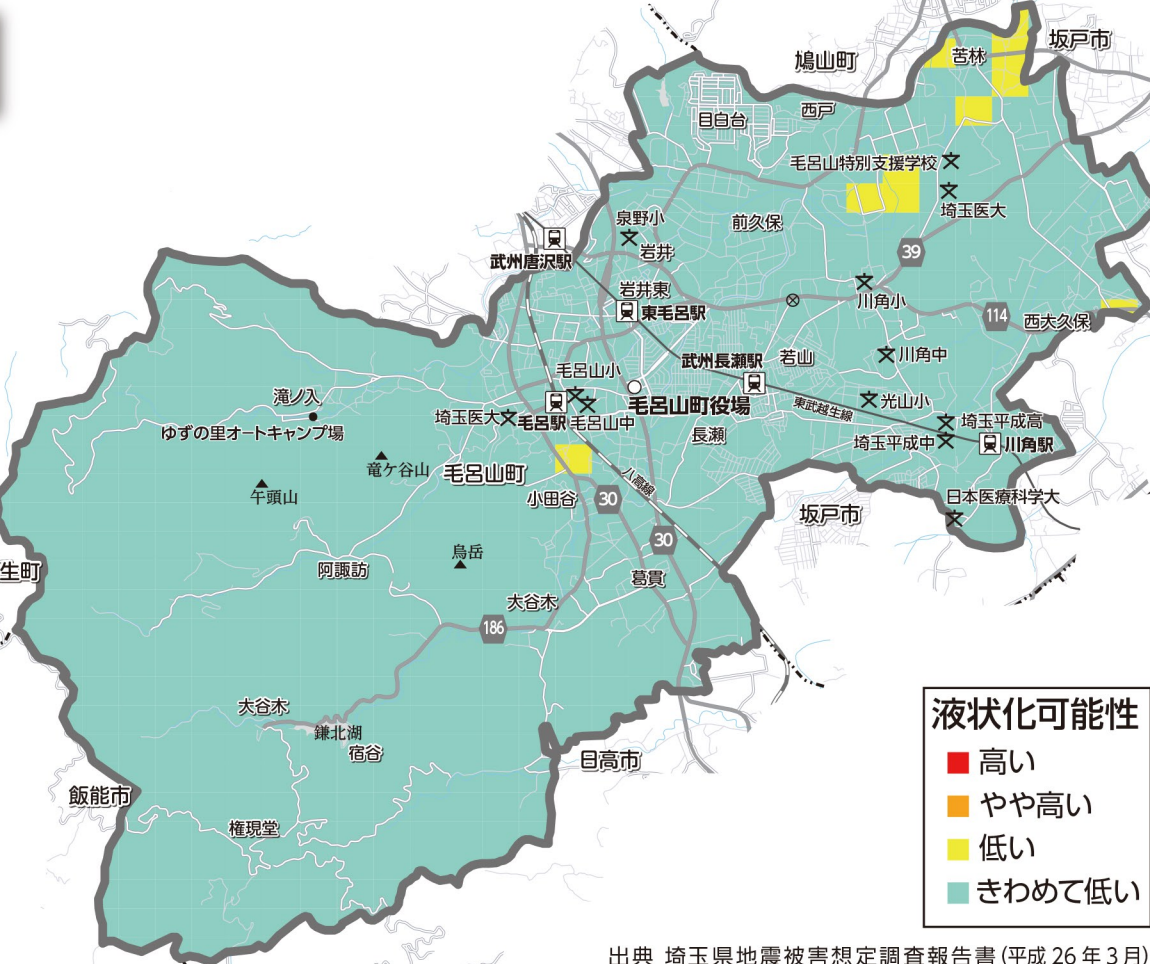 坂戸市
鳩山町
苦林
西戸
目白台
毛呂山特別支援学校
埼玉医大
泉野小
前久保
岩井
39
武州唐沢駅
岩井東
東毛呂駅
川角小
114
西大久保
武州長瀬駅
若山
川角中
毛呂山小
滝ノ入
毛呂山町役場
東武越生線
光山小
埼玉医大
毛呂駅
毛呂山中
埼玉平成高
ゆずの里オートキャンプ場
長瀬
埼玉平成中
川角駅
竜ケ谷山
毛呂山町
八高線
午頭山
小田谷
30
日本医療科学大
坂戸市
30
烏岳
生町
阿諏訪
葛貫
大谷木
186
大谷木
鎌北湖
宿谷
日高市
飯能市
権現堂
液状化可能性
高い
やや高い
低い
きわめて低い
出典 埼玉県地震被害想定調査報告書(平成26年3月)